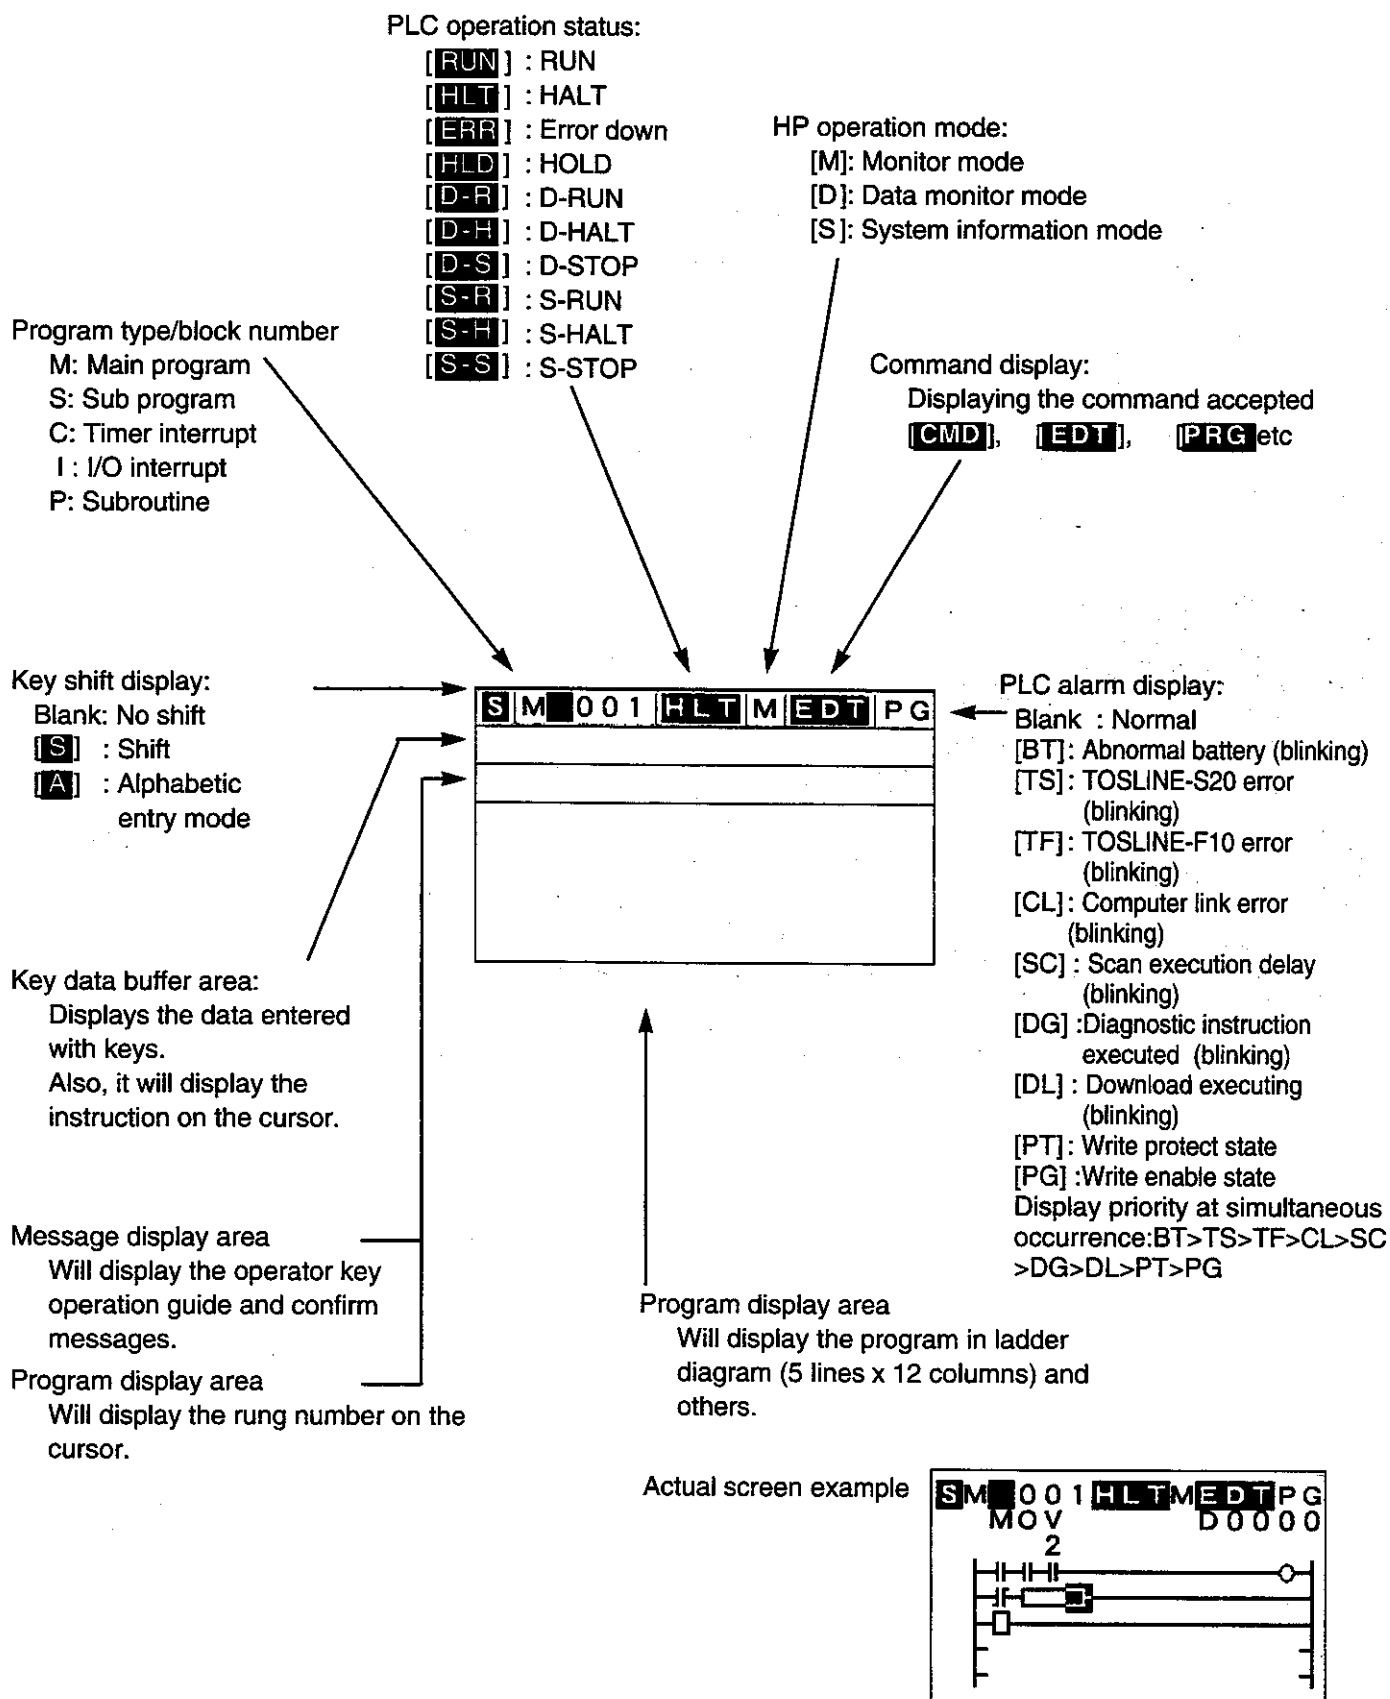 PLC operation status:
[RUN] : RUN
[HLT] : HALT
[ERR] : Error down
[HLD] : HOLD
[D-R] : D-RUN
[D-H] : D-HALT
[D-S] : D-STOP
[S-R] : S-RUN
[S-H] : S-HALT
[S-S] : S-STOP
HP operation mode:
[M]: Monitor mode
[D]: Data monitor mode
[S]: System information mode
Program type/block number
M: Main program
S: Sub program
C: Timer interrupt
I : I/O interrupt
P: Subroutine
Command display:
Displaying the command accepted
[CMD], [EDT], [PRG etc
Key shift display:
Blank: No shift
[S] : Shift
[A] : Alphabetic
entry mode
S M 001 HLT M EDT PG
PLC alarm display:
Blank : Normal
[BT]: Abnormal battery (blinking)
[TS]: TOSLINE-S20 error
(blinking)
[TF]: TOSLINE-F10 error
(blinking)
[CL]: Computer link error
(blinking)
[SC] : Scan execution delay
(blinking)
[DG] :Diagnostic instruction
executed (blinking)
[DL] : Download executing
(blinking)
[PT]: Write protect state
[PG] :Write enable state
Display priority at simultaneous
occurrence:BT>TS>TF>CL>SC
>DG>DL>PT>PG
Key data buffer area:
Displays the data entered
with keys.
Also, it will display the
instruction on the cursor.
Message display area
Will display the operator key
operation guide and confirm
messages.
Program display area
Will display the rung number on the
cursor.
Program display area
Will display the program in ladder
diagram (5 lines x 12 columns) and
others.
Actual screen example
SM 001HLTMEDTPG
MOV D0000
2